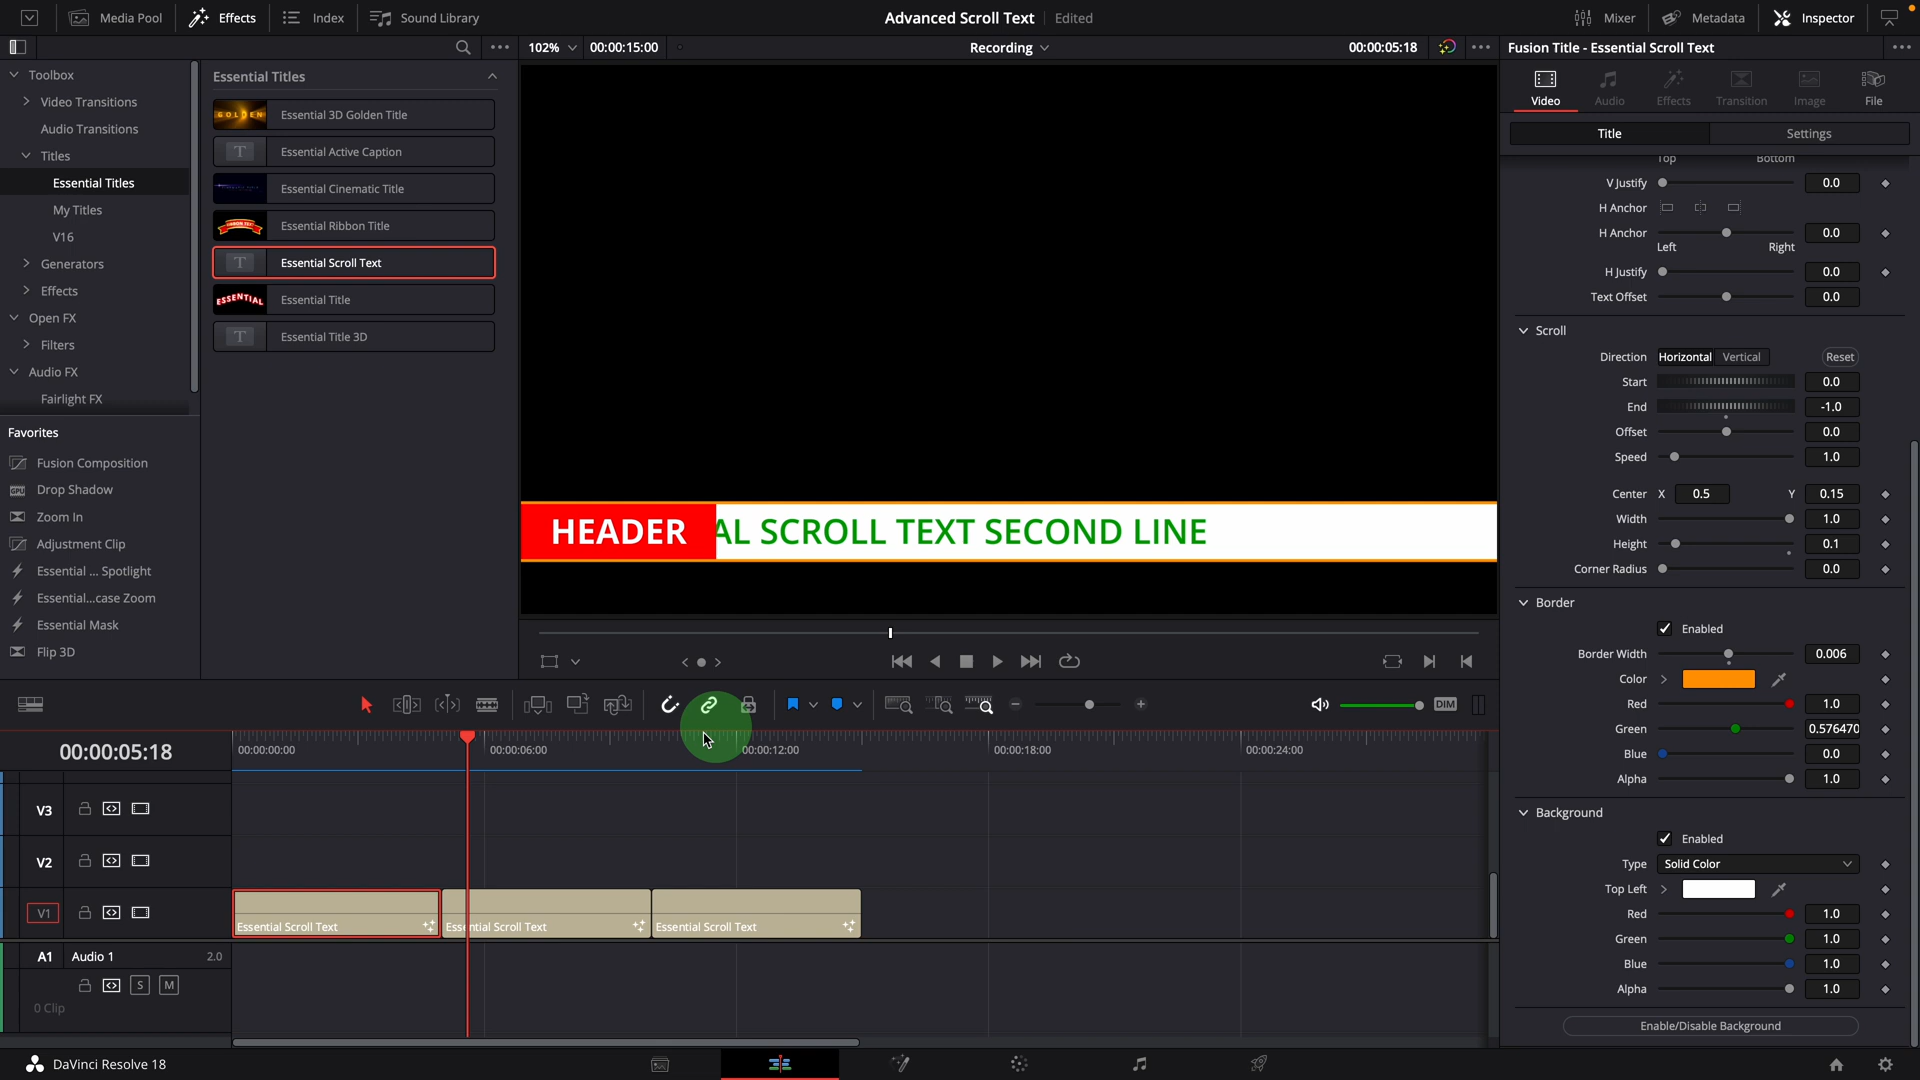 Media Pool Effects Index Sound Library Advanced Scroll Text Edited Mixer Metadata Inspector
102% 00:00:15:00 Recording 00:00:05:18 Fusion Title - Essential Scroll Text
Toolbox
Video Transitions
Audio Transitions
Titles
Essential Titles
My Titles
V16
Generators
Effects
Open FX
Filters
Audio FX
Fairlight FX
Favorites
Fusion Composition
Drop Shadow
Zoom In
Adjustment Clip
Essential ... Spotlight
Essential...case Zoom
Essential Mask
Flip 3D
Essential Titles
GOLDEN Essential 3D Golden Title
T Essential Active Caption
Essential Cinematic Title
Essential Ribbon Title
T Essential Scroll Text
ESSENTIAL Essential Title
T Essential Title 3D
HEADER AL SCROLL TEXT SECOND LINE
Video Audio Effects Transition Image File
Title Settings
Top Bottom
V Justify 0.0
H Anchor
H Anchor 0.0
Left Right
H Justify 0.0
Text Offset 0.0
Scroll
Direction Horizontal Vertical Reset
Start 0.0
End -1.0
Offset 0.0
Speed 1.0
Center X 0.5 Y 0.15
Width 1.0
Height 0.1
Corner Radius 0.0
Border
Enabled
Border Width 0.006
Color
Red 1.0
Green 0.576470
Blue 0.0
Alpha 1.0
Background
Enabled
Type Solid Color
Top Left
Red 1.0
Green 1.0
Blue 1.0
Alpha 1.0
Enable/Disable Background
DIM
00:00:05:18 00:00:00:00 00:00:06:00 00:00:12:00 00:00:18:00 00:00:24:00
V3
V2
V1
Essential Scroll Text Essential Scroll Text Essential Scroll Text
A1 Audio 1 2.0
S M
0 Clip
DaVinci Resolve 18